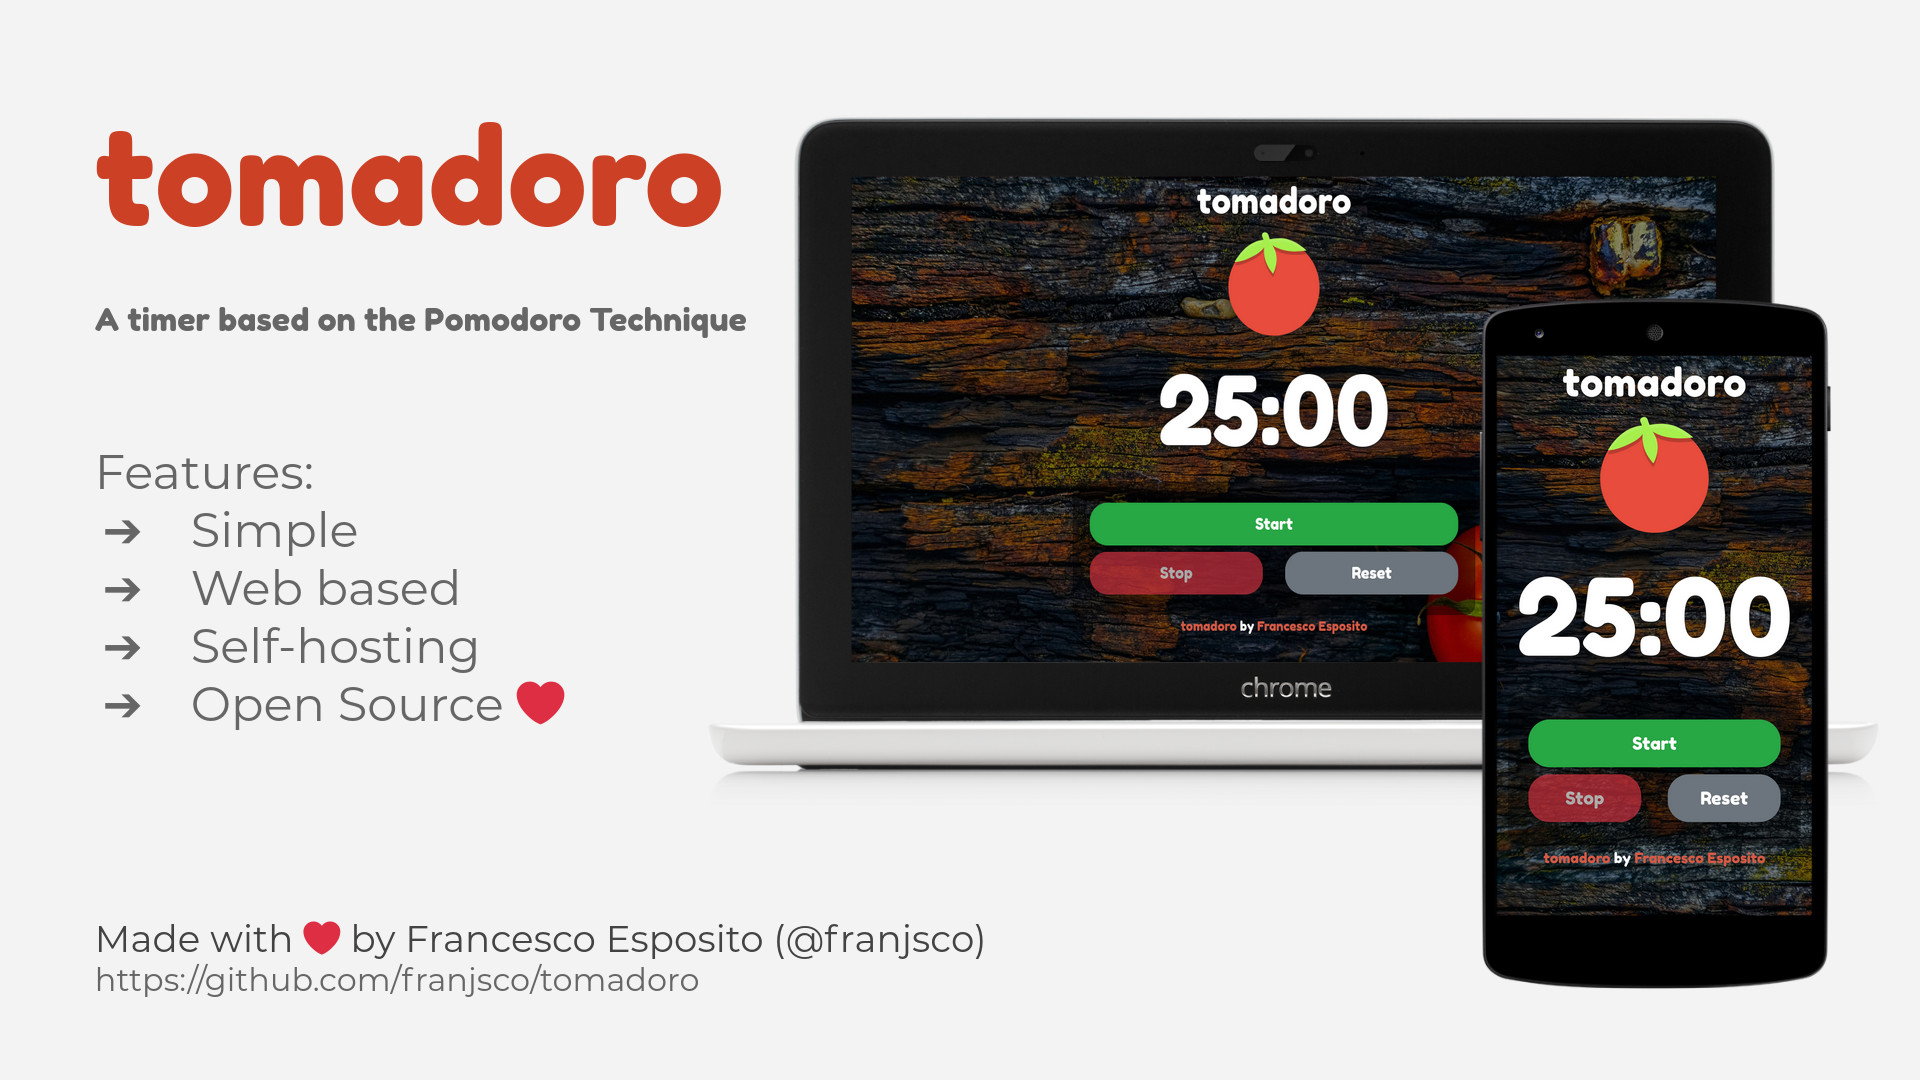 tomadoro
A timer based on the Pomodoro Technique
Features:
➔ Simple
➔ Web based
➔ Self-hosting
➔ Open Source ❤️
Made with ❤️ by Francesco Esposito (@franjsco)
https://github.com/franjsco/tomadoro
tomadoro
25:00
Start
Stop Reset
tomadoro by Francesco Esposito
chrome
tomadoro
25:00
Start
Stop Reset
tomadoro by Francesco Esposito